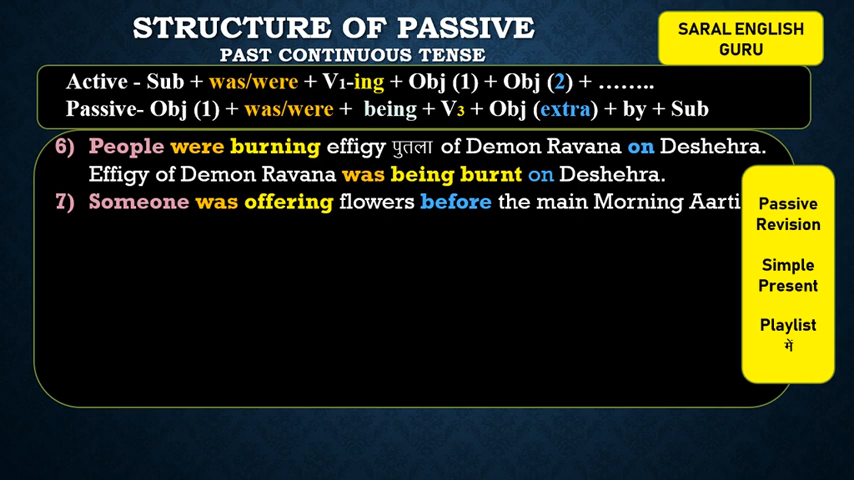 STRUCTURE OF PASSIVE
PAST CONTINUOUS TENSE
SARAL ENGLISH
GURU
Active - Sub + was/were + V1-ing + Obj (1) + Obj (2) + ……..
Passive- Obj (1) + was/were + being + V3 + Obj (extra) + by + Sub
6) People were burning effigy पुतला of Demon Ravana on Deshehra.
Effigy of Demon Ravana was being burnt on Deshehra.
7) Someone was offering flowers before the main Morning Aarti
Passive
Revision
Simple
Present
Playlist
में